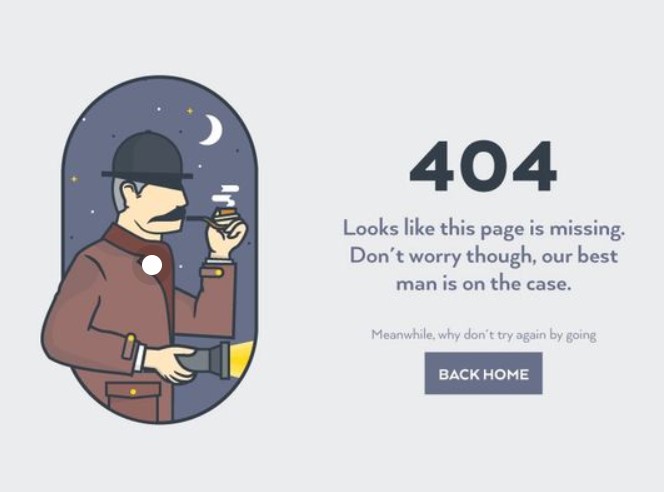 404
Looks like this page is missing.
Don´t worry though, our best
man is on the case.
Meanwhile, why don´t try again by going
BACK HOME